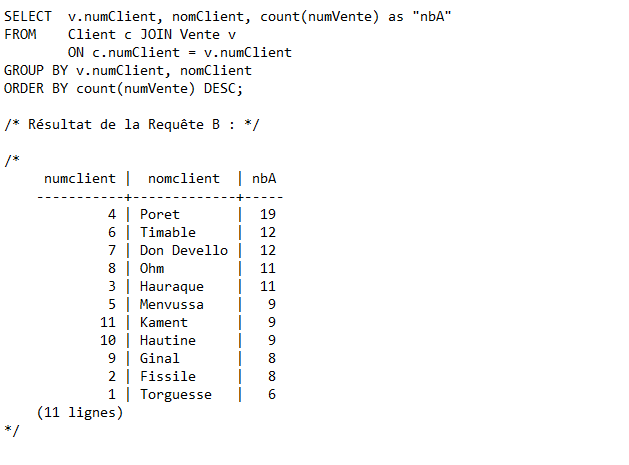 SELECT  v.numClient, nomClient, count(numVente) as "nbA"
FROM    Client c JOIN Vente v
        ON c.numClient = v.numClient
GROUP BY v.numClient, nomClient
ORDER BY count(numVente) DESC;

/* Résultat de la Requête B : */

/*
     numclient |  nomclient  | nbA
    -----------+-------------+-----
             4 | Poret       |  19
             6 | Timable     |  12
             7 | Don Devello |  12
             8 | Ohm         |  11
             3 | Hauraque    |  11
             5 | Menvussa    |   9
            11 | Kament      |   9
            10 | Hautine     |   9
             9 | Ginal       |   8
             2 | Fissile     |   8
             1 | Torguesse   |   6
    (11 lignes)
*/